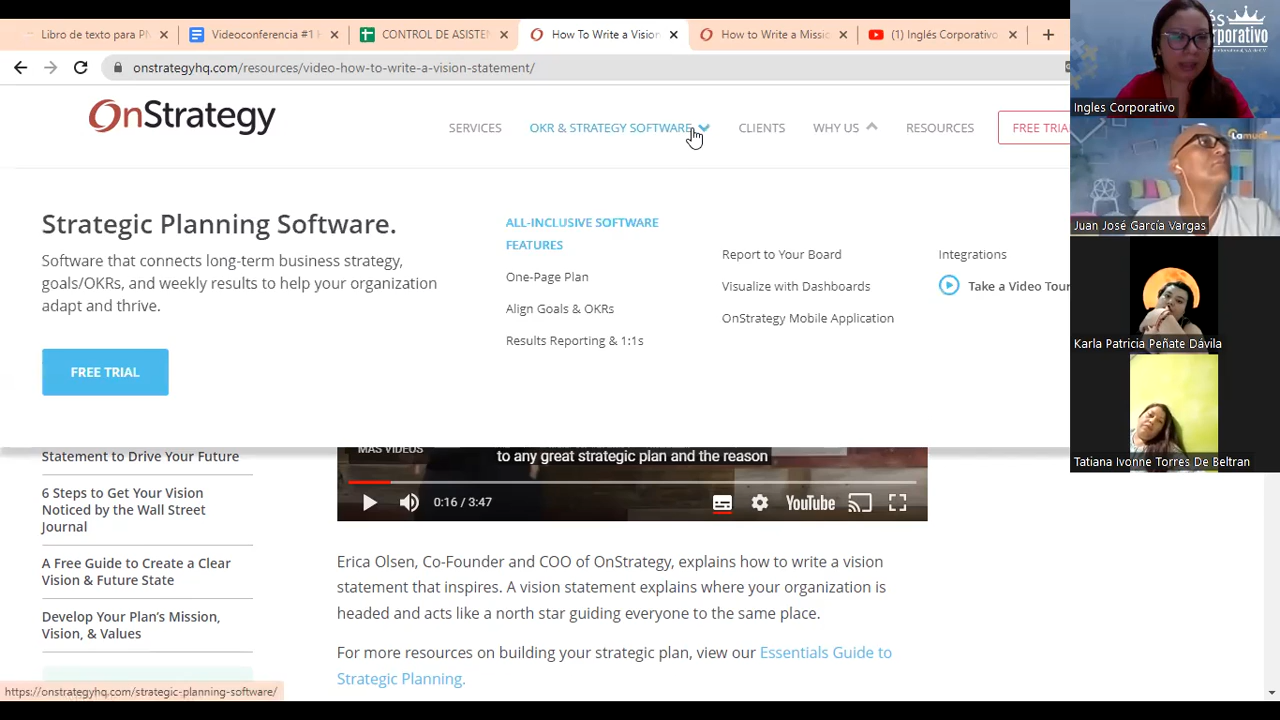 Libro de texto para PM
Videoconferencia #1 I
CONTROL DE ASISTEN
How To Write a Vision
How to Write a Missio
(1) Inglés Corporativo
onstrategyhq.com/resources/video-how-to-write-a-vision-statement/
OnStrategy
SERVICES
OKR & STRATEGY SOFTWARE
CLIENTS
WHY US
RESOURCES
FREE TRIA
Strategic Planning Software.
Software that connects long-term business strategy,
goals/OKRs, and weekly results to help your organization
adapt and thrive.
FREE TRIAL
ALL-INCLUSIVE SOFTWARE
FEATURES
One-Page Plan
Align Goals & OKRs
Results Reporting & 1:1s
Report to Your Board
Visualize with Dashboards
OnStrategy Mobile Application
Integrations
Take a Video Tour
Statement to Drive Your Future
6 Steps to Get Your Vision
Noticed by the Wall Street
Journal
A Free Guide to Create a Clear
Vision & Future State
Develop Your Plan's Mission,
Vision, & Values
MÁS VIDEOS
to any great strategic plan and the reason
0:16 / 3:47
YouTube
Erica Olsen, Co-Founder and COO of OnStrategy, explains how to write a vision
statement that inspires. A vision statement explains where your organization is
headed and acts like a north star guiding everyone to the same place.
For more resources on building your strategic plan, view our Essentials Guide to
Strategic Planning.
https://onstrategyhq.com/strategic-planning-software/
Ingles Corporativo
Juan José García Vargas
Karla Patricia Peñate Dávila
Tatiana Ivonne Torres De Beltran